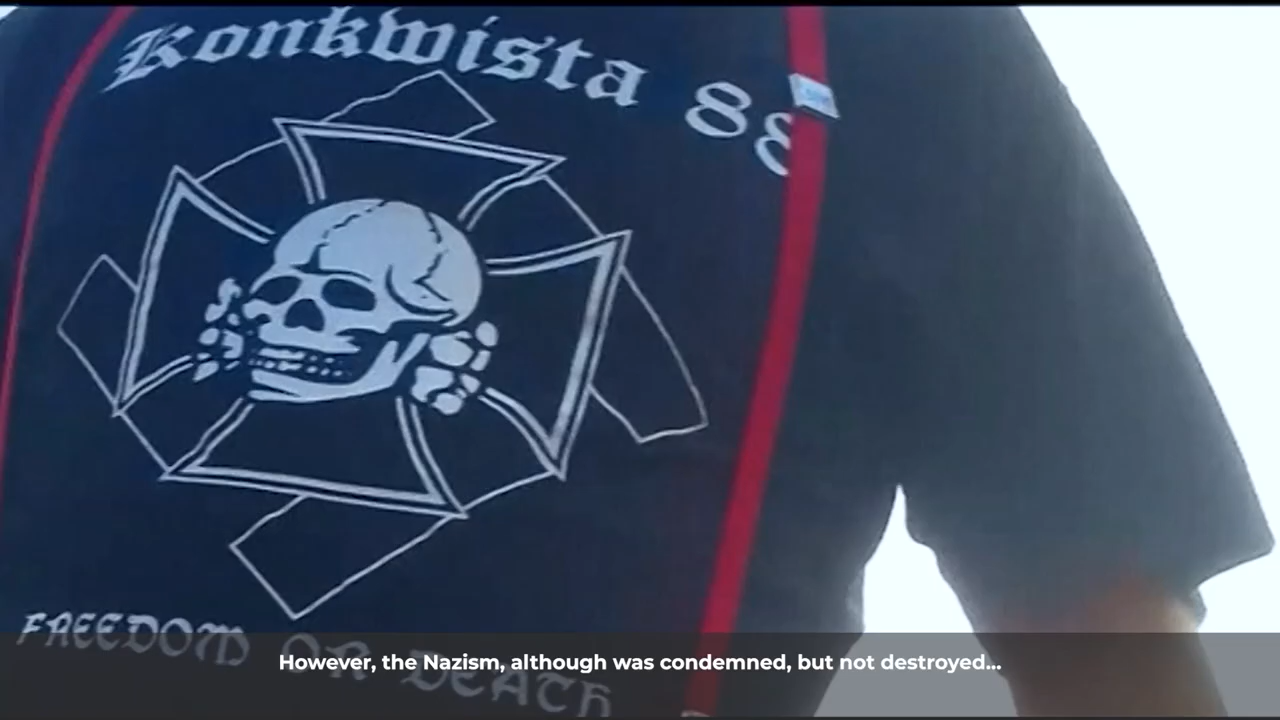 Konkwista 88
FREEDOM OR DEATH
However, the Nazism, although was condemned, but not destroyed...